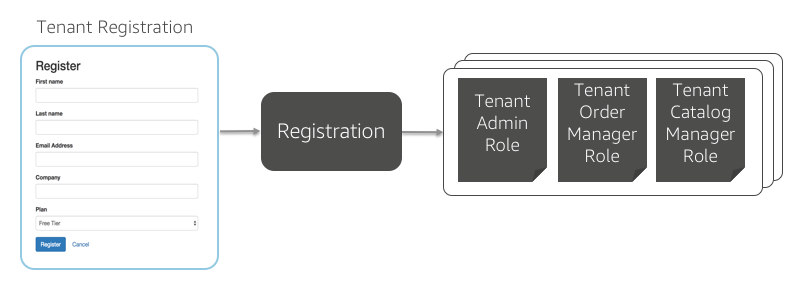 Tenant Registration
Register
First name
Last name
Email Address
Company
Plan
Free Tier
Register Cancel
Registration
Tenant
Admin
Role
Tenant
Order
Manager
Role
Tenant
Catalog
Manager
Role